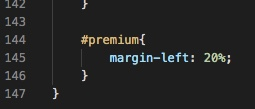 142 }
143
144 #premium{
145 margin-left: 20%;
146 }
147 }